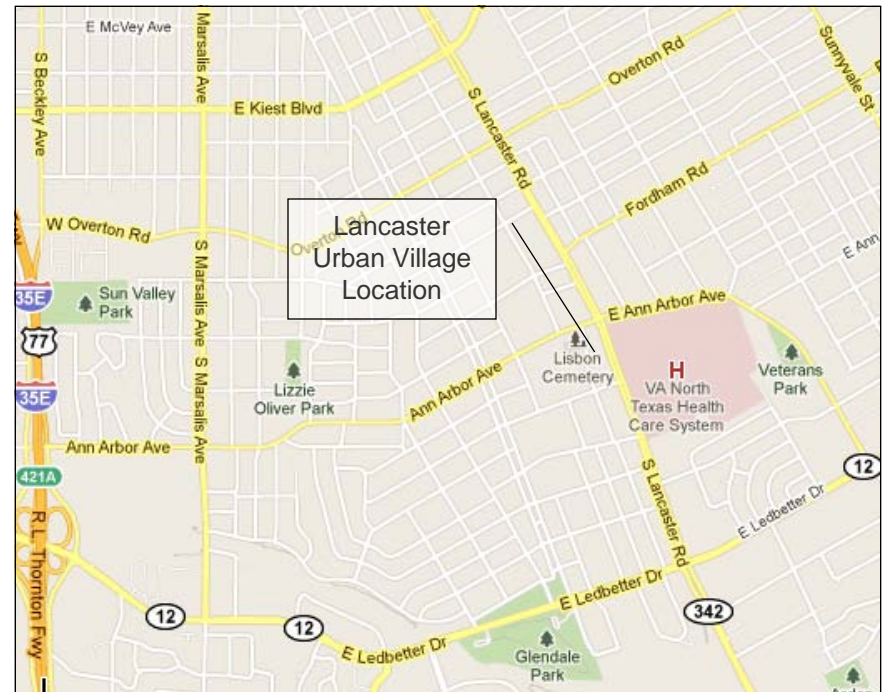 E McVey Ave
S Beckley Ave
S Marsalis Ave
E Kiest Blvd
S Lancaster Rd
Overton Rd
Sunnyvale St
Fordham Rd
W Overton Rd
Overton Rd
Lancaster
Urban Village
Location
S Marsalis Ave
S Marsalis Ave
E Ann
35E
Sun Valley
Park
77
35E
E Ann Arbor Ave
Lisbon
Cemetery
H
VA North
Texas Health
Care System
Veterans
Park
Lizzie
Oliver Park
Ann Arbor Ave
Ann Arbor Ave
421A
12
S Lancaster Rd
E Ledbetter Dr
R.L. Thornton Fwy
E Ledbetter Dr
12
12
342
E Ledbetter Dr
Glendale
Park